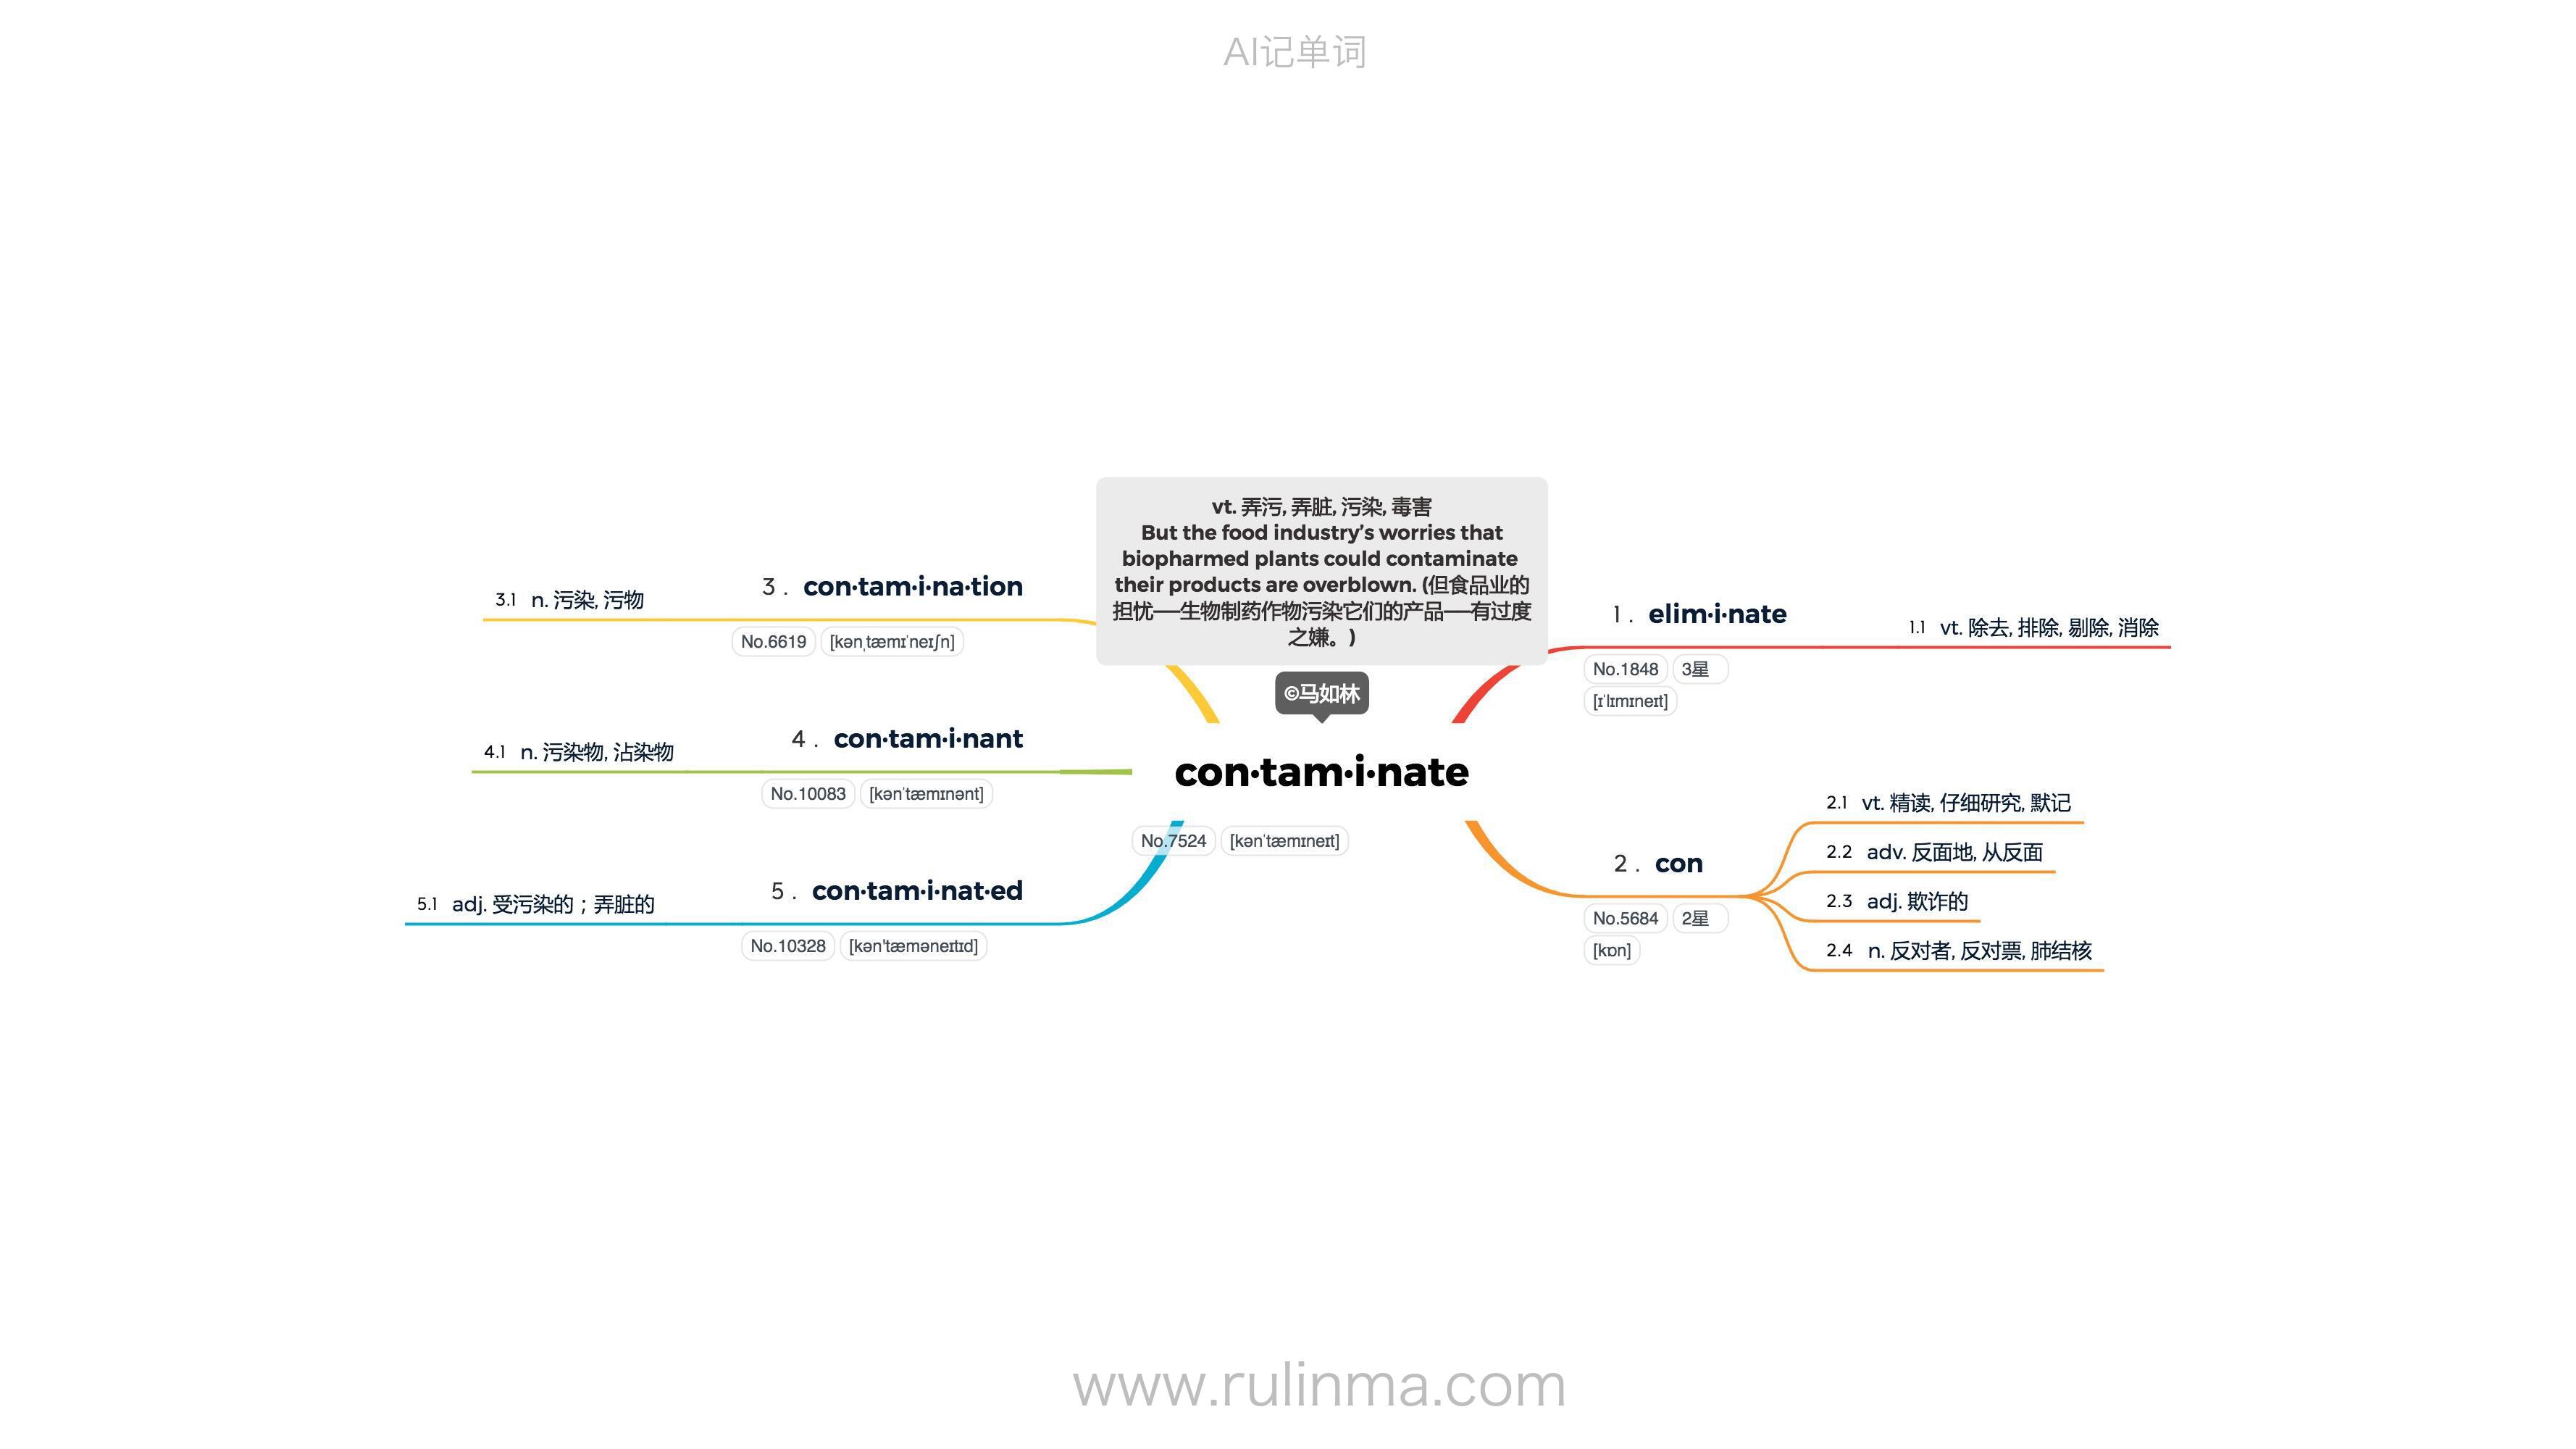 AI记单词
vt. 弄污, 弄脏, 污染, 毒害
But the food industry’s worries that
biopharmed plants could contaminate
their products are overblown. (但食品业的
担忧──生物制药作物污染它们的产品──有过度
之嫌。)
©马如林
con·tam·i·nate
No.7524 [kənˈtæmɪneɪt]
1 . elim·i·nate
No.1848 3星
[ɪˈlɪmɪneɪt]
1.1 vt. 除去, 排除, 剔除, 消除
2 . con
No.5684 2星
[kɒn]
2.1 vt. 精读, 仔细研究, 默记
2.2 adv. 反面地, 从反面
2.3 adj. 欺诈的
2.4 n. 反对者, 反对票, 肺结核
3 . con·tam·i·na·tion
No.6619 [kənˌtæmɪˈneɪʃn]
3.1 n. 污染, 污物
4 . con·tam·i·nant
No.10083 [kənˈtæmɪnənt]
4.1 n. 污染物, 沾染物
5 . con·tam·i·nat·ed
No.10328 [kən'tæməneɪtɪd]
5.1 adj. 受污染的；弄脏的
www.rulinma.com